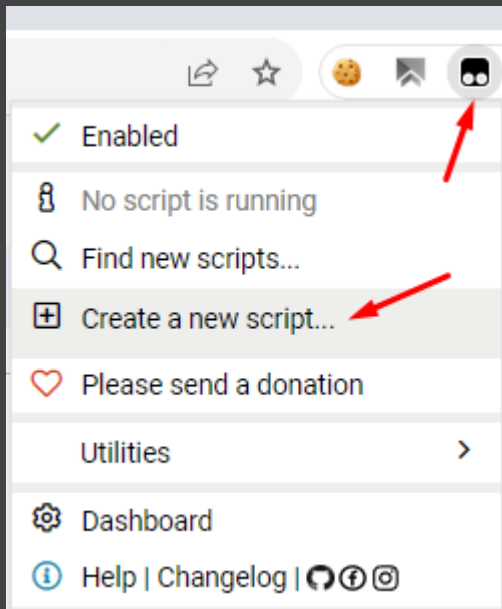 Enabled
No script is running
Find new scripts...
Create a new script...
Please send a donation
Utilities
Dashboard
Help | Changelog |